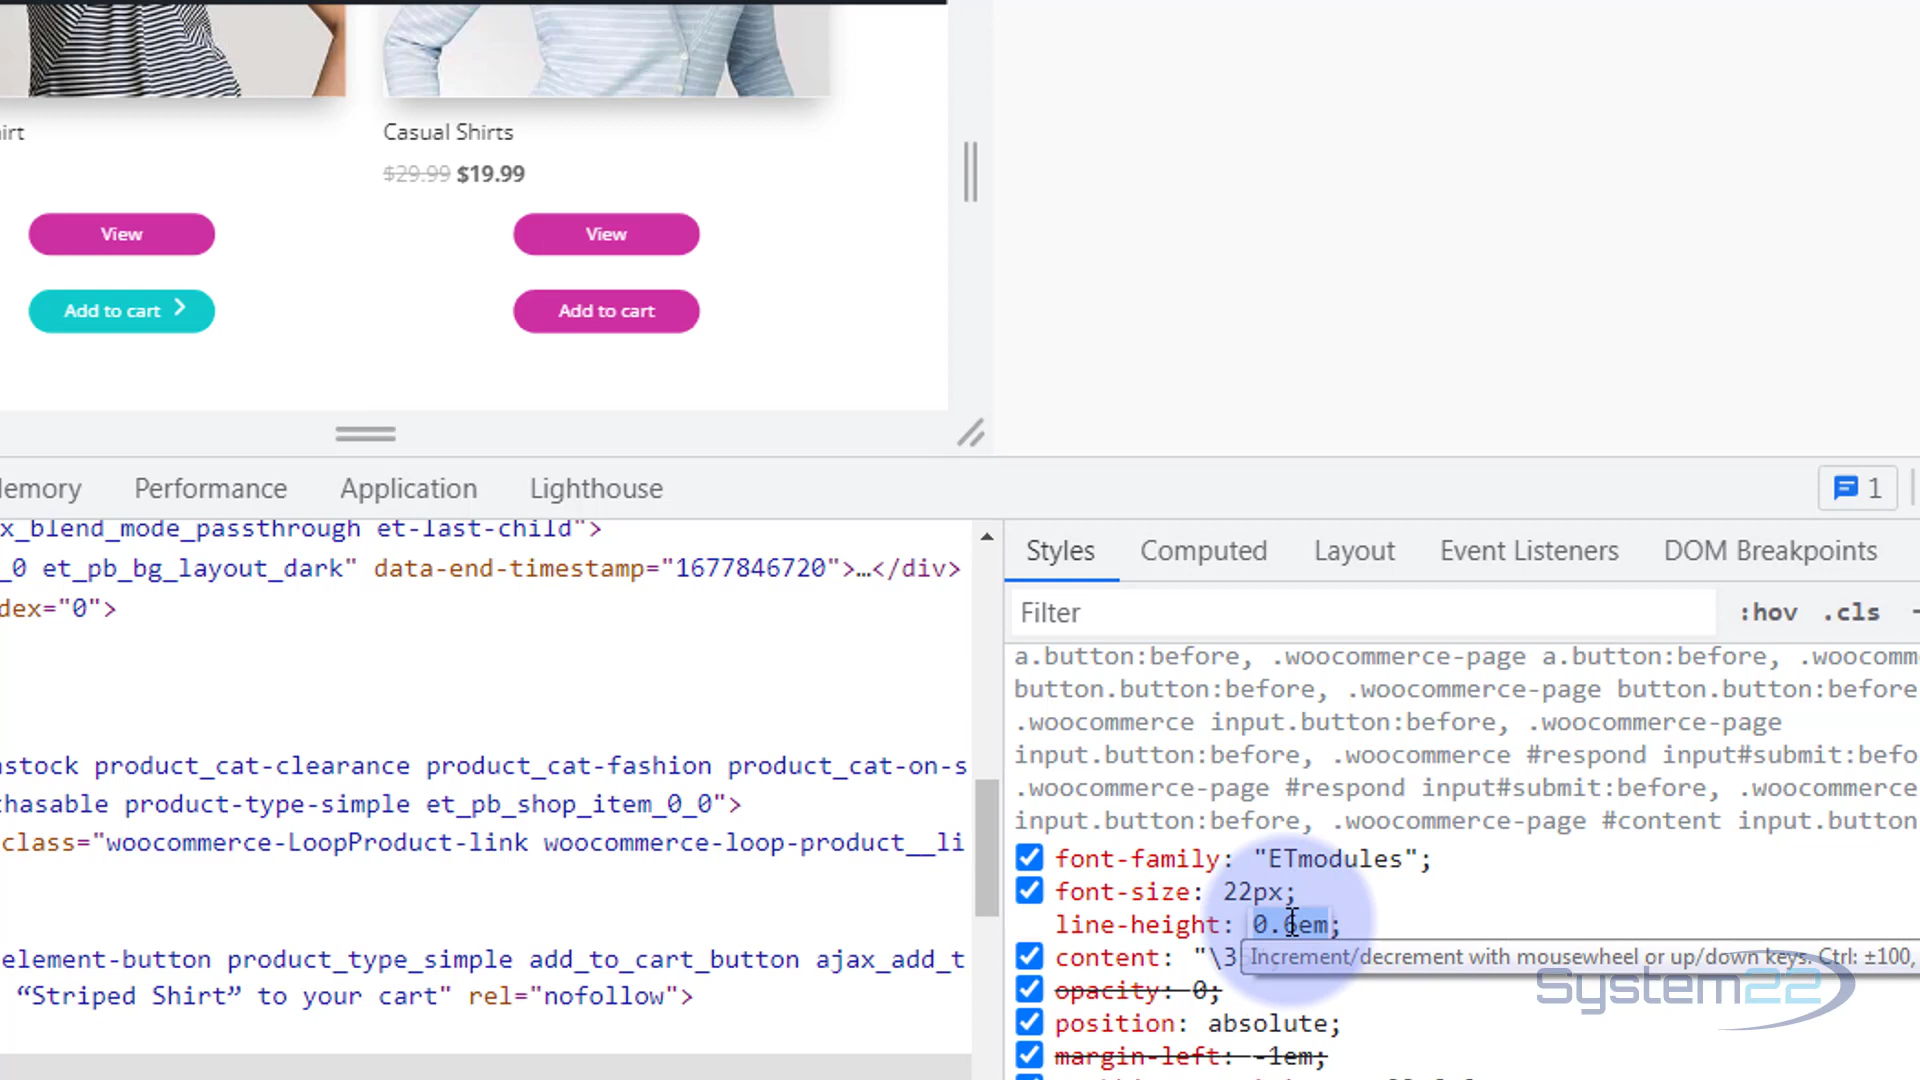 irt
Casual Shirts
$29.99 $19.99
View
View
Add to cart
Add to cart
Memory Performance Application Lighthouse
1
x_blend_mode_passthrough et-last-child">
_0 et_pb_bg_layout_dark" data-end-timestamp="1677846720">…</div>
dex="0">
nstock product_cat-clearance product_cat-fashion product_cat-on-s
chasable product-type-simple et_pb_shop_item_0_0">
class="woocommerce-LoopProduct-link woocommerce-loop-product__li
element-button product_type_simple add_to_cart_button ajax_add_t
“Striped Shirt” to your cart" rel="nofollow">
Styles Computed Layout Event Listeners DOM Breakpoints
Filter
:hov .cls
a.button:before, .woocommerce-page a.button:before, .woocomm
button.button:before, .woocommerce-page button.button:before
.woocommerce input.button:before, .woocommerce-page
input.button:before, .woocommerce #respond input#submit:befo
.woocommerce-page #respond input#submit:before, .woocommerce
input.button:before, .woocommerce-page #content input.button
font-family: "ETmodules";
font-size: 22px;
line-height: 0.6em;
content: "\3
Increment/decrement with mousewheel or up/down keys. Ctrl: ±100,
opacity: 0;
position: absolute;
margin-left: -1em;
System22